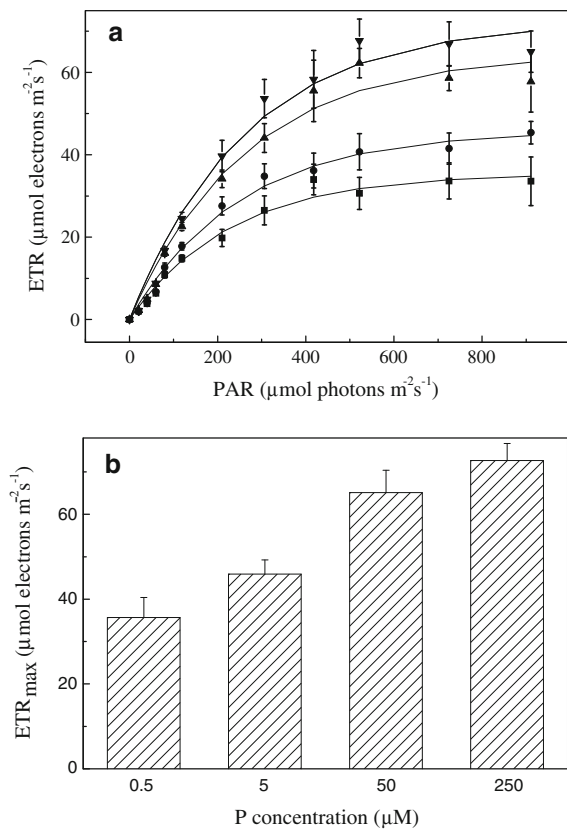 a
ETR (μmol electrons m⁻²s⁻¹)
60
40
20
0
0 200 400 600 800
PAR (μmol photons m⁻²s⁻¹)
b
ETRmax (μmol electrons m⁻²s⁻¹)
60
40
20
0
0.5 5 50 250
P concentration (μM)